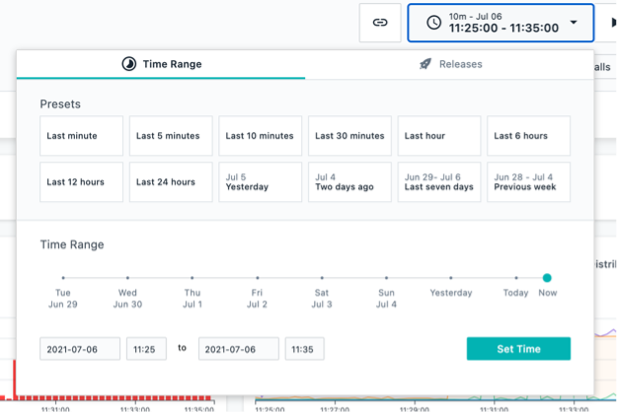 10m - Jul 06
11:25:00 - 11:35:00
Time Range
Releases
alls
Presets
Last minute
Last 5 minutes
Last 10 minutes
Last 30 minutes
Last hour
Last 6 hours
Last 12 hours
Last 24 hours
Jul 5
Yesterday
Jul 4
Two days ago
Jun 29- Jul 6
Last seven days
Jun 28 - Jul 4
Previous week
Time Range
istri
Tue
Jun 29
Wed
Jun 30
Thu
Jul 1
Fri
Jul 2
Sat
Jul 3
Sun
Jul 4
Yesterday
Today
Now
2021-07-06
11:25
to
2021-07-06
11:35
Set Time
11:31:00
11:33:00
11:35:00
11:25:00
11:27:00
11:29:00
11:31:00
11:33:00